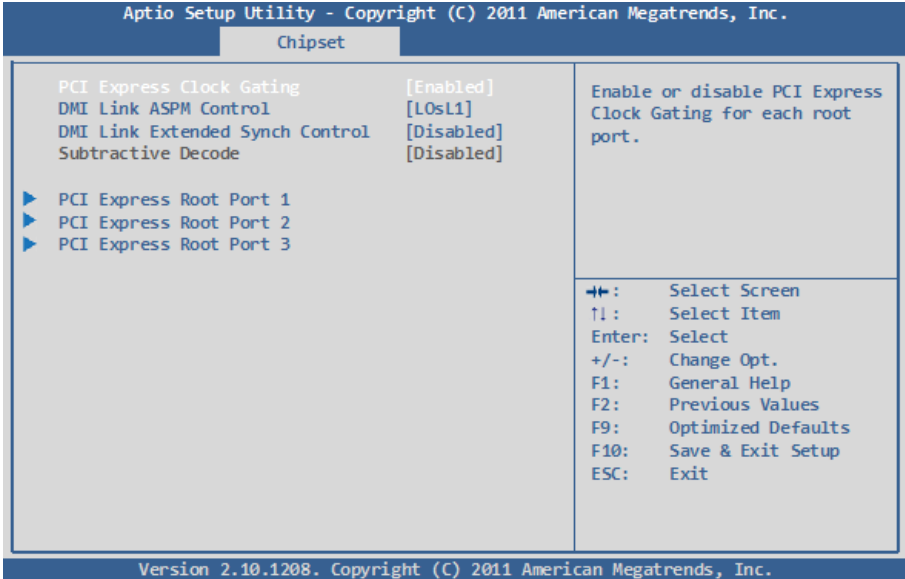 Aptio Setup Utility - Copyright (C) 2011 American Megatrends, Inc.
Chipset
PCI Express Clock Gating [Enabled]
DMI Link ASPM Control [LOsL1]
DMI Link Extended Synch Control [Disabled]
Subtractive Decode [Disabled]
PCI Express Root Port 1
PCI Express Root Port 2
PCI Express Root Port 3
Enable or disable PCI Express
Clock Gating for each root
port.
→←: Select Screen
↑↓: Select Item
Enter: Select
+/-: Change Opt.
F1: General Help
F2: Previous Values
F9: Optimized Defaults
F10: Save & Exit Setup
ESC: Exit
Version 2.10.1208. Copyright (C) 2011 American Megatrends, Inc.